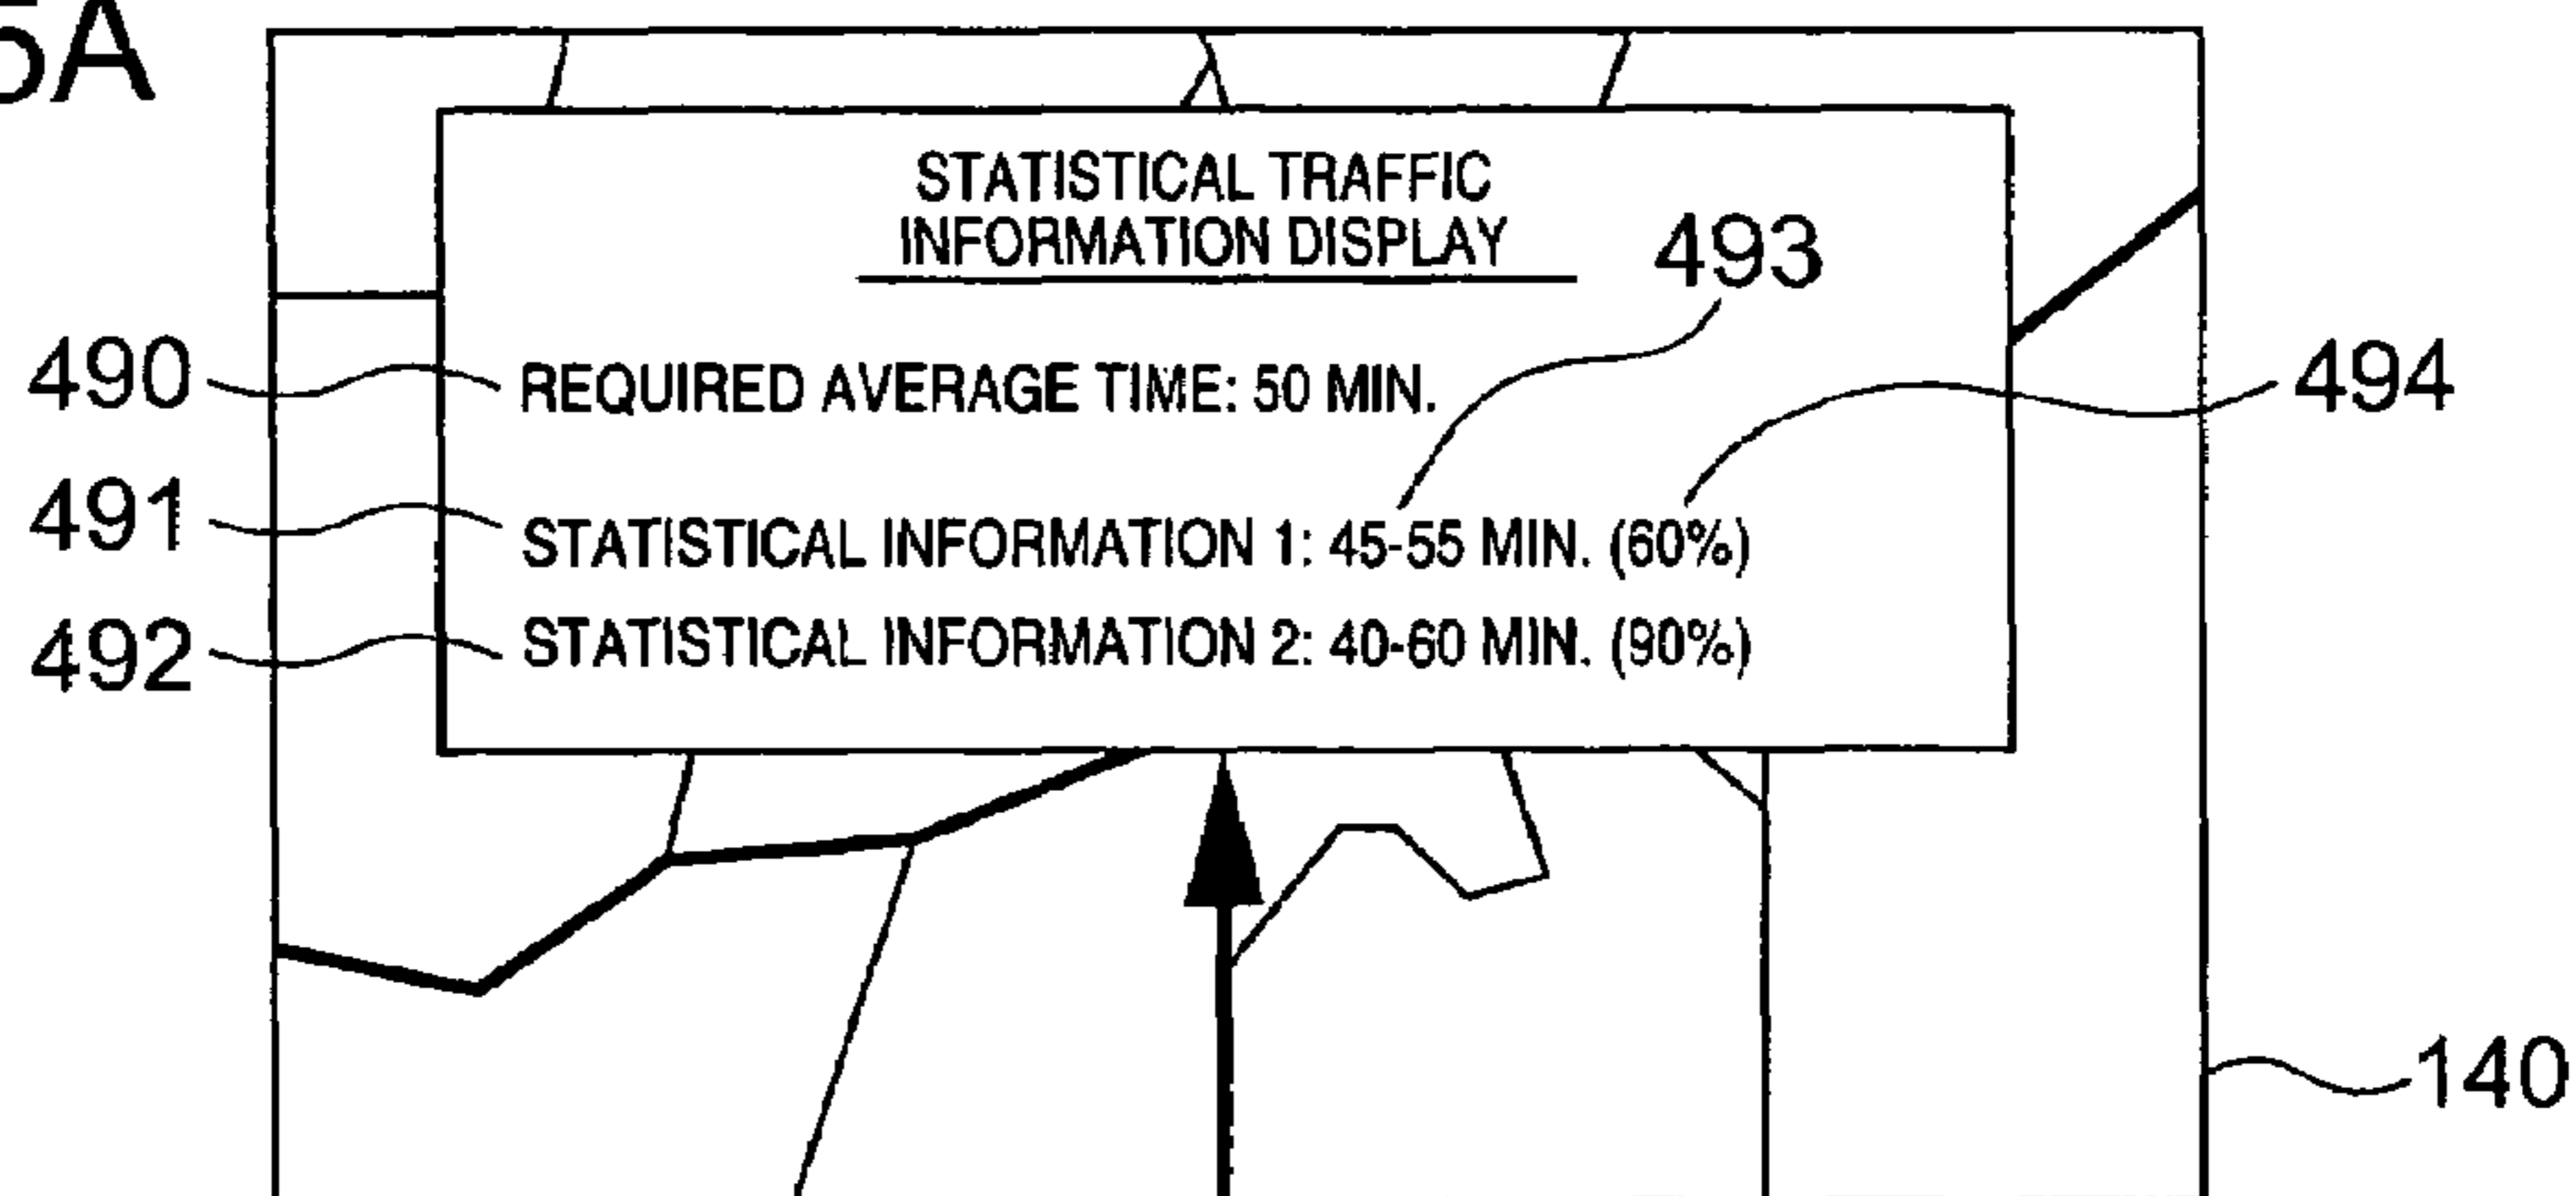 5A
STATISTICAL TRAFFIC
INFORMATION DISPLAY
493
490
REQUIRED AVERAGE TIME: 50 MIN.
494
491
STATISTICAL INFORMATION 1: 45-55 MIN. (60%)
492
STATISTICAL INFORMATION 2: 40-60 MIN. (90%)
140